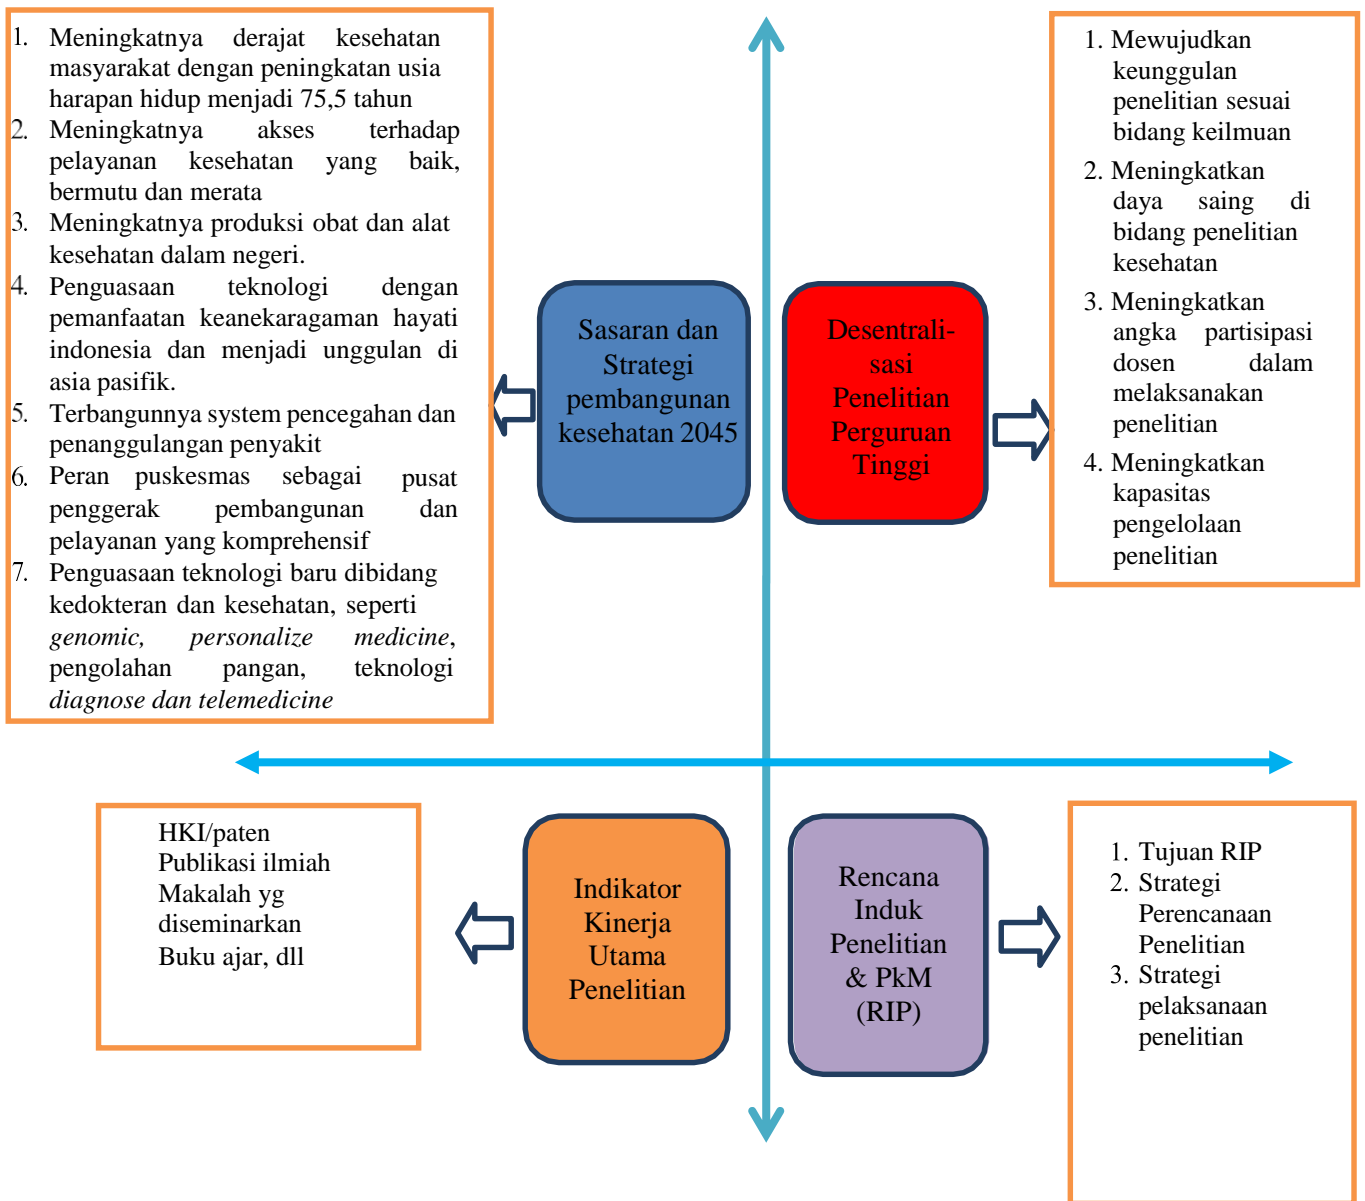 1. Meningkatnya derajat kesehatan
masyarakat dengan peningkatan usia
harapan hidup menjadi 75,5 tahun
2. Meningkatnya akses terhadap
pelayanan kesehatan yang baik,
bermutu dan merata
3. Meningkatnya produksi obat dan alat
kesehatan dalam negeri.
4. Penguasaan teknologi dengan
pemanfaatan keanekaragaman hayati
indonesia dan menjadi unggulan di
asia pasifik.
5. Terbangunnya system pencegahan dan
penanggulangan penyakit
6. Peran puskesmas sebagai pusat
penggerak pembangunan dan
pelayanan yang komprehensif
7. Penguasaan teknologi baru dibidang
kedokteran dan kesehatan, seperti
genomic, personalize medicine,
pengolahan pangan, teknologi
diagnose dan telemedicine
Sasaran dan
Strategi
pembangunan
kesehatan 2045
Desentrali-
sasi
Penelitian
Perguruan
Tinggi
1. Mewujudkan
keunggulan
penelitian sesuai
bidang keilmuan
2. Meningkatkan
daya saing di
bidang penelitian
kesehatan
3. Meningkatkan
angka partisipasi
dosen dalam
melaksanakan
penelitian
4. Meningkatkan
kapasitas
pengelolaan
penelitian
HKI/paten
Publikasi ilmiah
Makalah yg
diseminarkan
Buku ajar, dll
Indikator
Kinerja
Utama
Penelitian
Rencana
Induk
Penelitian
& PkM
(RIP)
1. Tujuan RIP
2. Strategi
Perencanaan
Penelitian
3. Strategi
pelaksanaan
penelitian